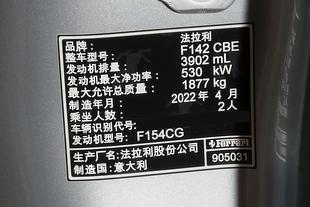 品牌: 法拉利
整车型号: F142 CBE
发动机排量: 3902 mL
发动机最大净功率: 530 kW
最大允许总质量: 1877 kg
制造年月: 2022 年 4 月
乘坐人数: 2 人
车辆识别代号:
发动机型号: F154CG
生产厂名: 法拉利股份公司
制造国: 意大利
Ferrari
905031